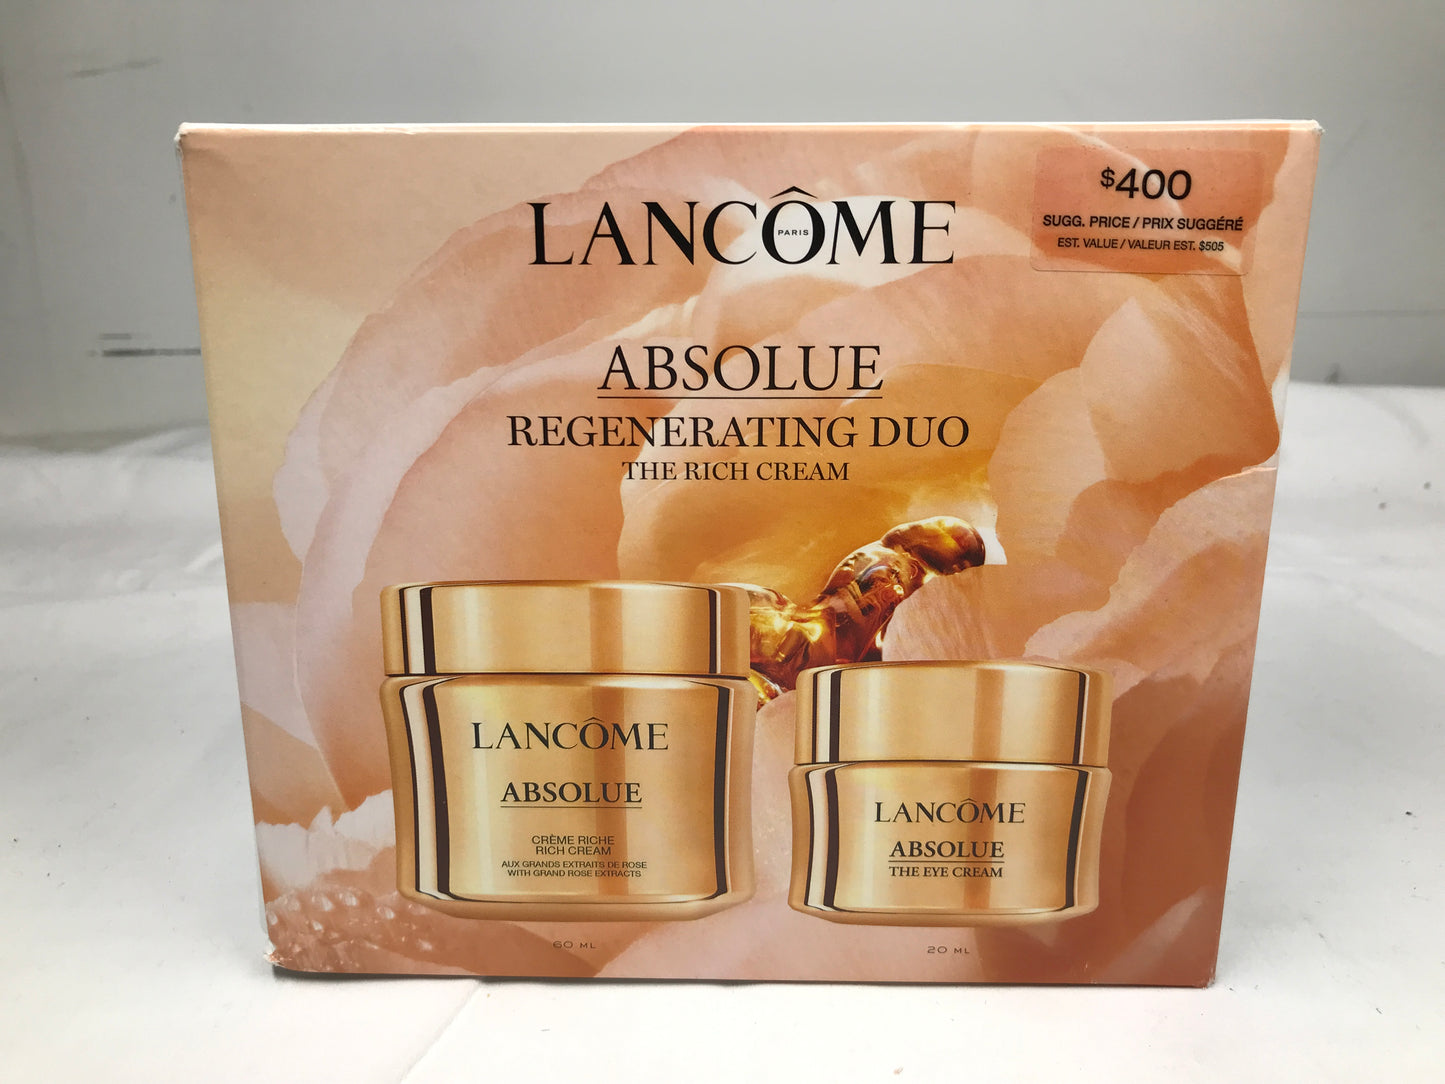 LANCÔME
PARIS
$400
SUGG. PRICE / PRIX SUGGÉRÉ
EST. VALUE / VALEUR EST. $505
ABSOLUE
REGENERATING DUO
THE RICH CREAM
LANCÔME
ABSOLUE
CRÈME RICHE
RICH CREAM
AUX GRANDS EXTRAITS DE ROSE
WITH GRAND ROSE EXTRACTS
60 ML
LANCÔME
ABSOLUE
THE EYE CREAM
20 ML